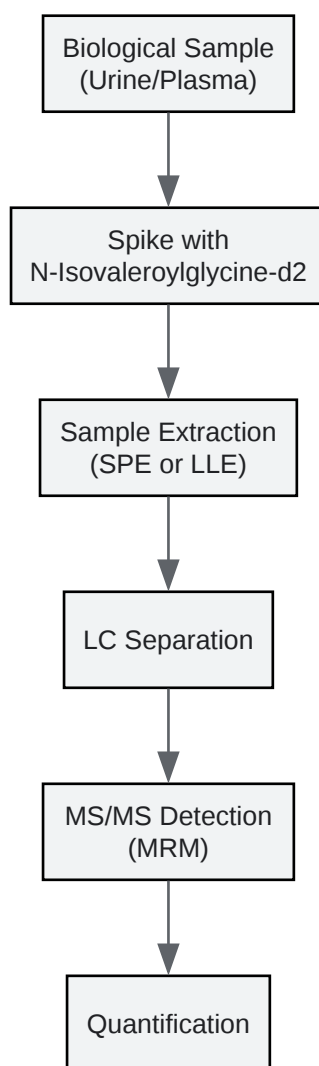 Biological Sample
(Urine/Plasma)
Spike with
N-Isovaleroylglycine-d2
Sample Extraction
(SPE or LLE)
LC Separation
MS/MS Detection
(MRM)
Quantification